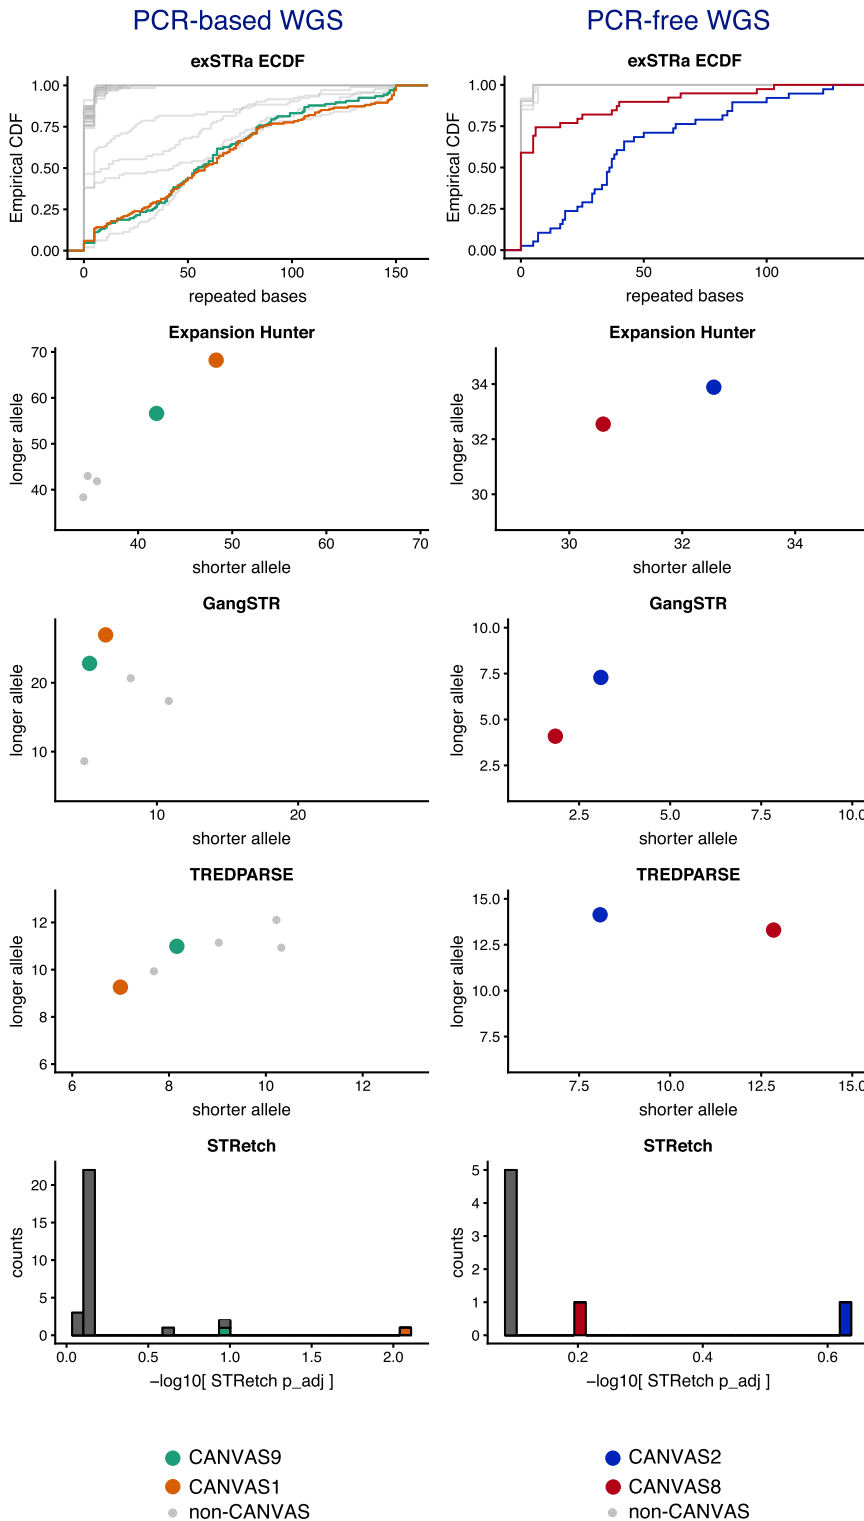 PCR-based WGS
PCR-free WGS
exSTRa ECDF
1.00
0.75
0.50
0.25
0.00
Empirical CDF
0
50
100
150
repeated bases
exSTRa ECDF
1.00
0.75
0.50
0.25
0.00
Empirical CDF
0
50
100
repeated bases
Expansion Hunter
70
60
50
40
longer allele
40
50
60
70
shorter allele
Expansion Hunter
34
32
30
longer allele
30
32
34
shorter allele
GangSTR
20
10
longer allele
10
20
shorter allele
GangSTR
10.0
7.5
5.0
2.5
longer allele
2.5
5.0
7.5
10.0
shorter allele
TREDPARSE
12
10
8
6
longer allele
6
8
10
12
shorter allele
TREDPARSE
15.0
12.5
10.0
7.5
longer allele
7.5
10.0
12.5
15.0
shorter allele
STRetch
20
15
10
5
0
counts
0.0
0.5
1.0
1.5
2.0
−log10[ STRetch p_adj ]
STRetch
5
4
3
2
1
0
counts
0.2
0.4
0.6
−log10[ STRetch p_adj ]
CANVAS9
CANVAS1
non-CANVAS
CANVAS2
CANVAS8
non-CANVAS